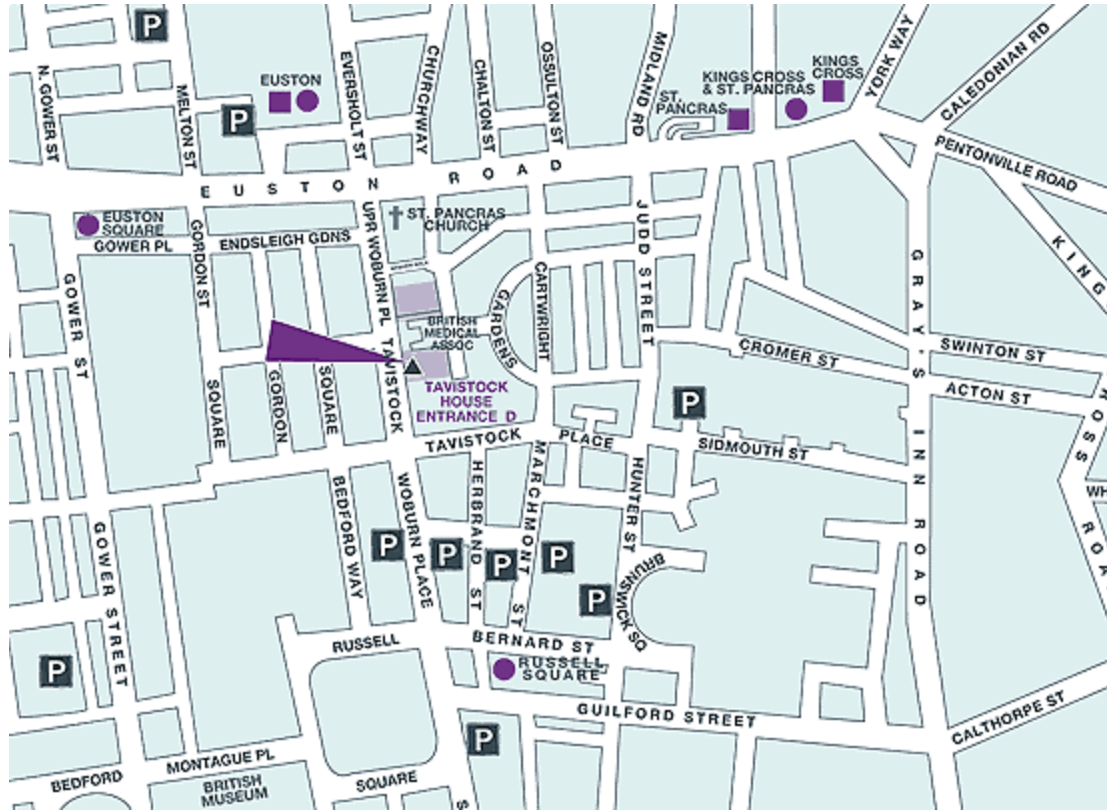 P
N. GOWER ST
MELTON ST
EUSTON
P
EVERSHOLT ST
CHURCHWAY
CHALTON ST
OSSULTON ST
MIDLAND RD
ST.
PANCRAS
KINGS CROSS
& ST. PANCRAS
KINGS
CROSS
YORK WAY
CALEDONIAN RD
PENTONVILLE ROAD
EUSTON ROAD
EUSTON
SQUARE
GOWER PL
GORDON ST
ENDSLEIGH GDNS
UPR WOBURN PL
ST. PANCRAS
CHURCH
JUDD STREET
KING
GOWER ST
CARTWRIGHT
GARDENS
BRITISH
MEDICAL
ASSOC
TAVISTOCK
TAVISTOCK
HOUSE
ENTRANCE D
SQUARE
GORDON
SQUARE
CROMER ST
SWINTON ST
ACTON ST
GRAY'S INN ROAD
ROSS
P
TAVISTOCK PLACE
SIDMOUTH ST
WH
ROA
BEDFORD WAY
WOBURN PLACE
HERBRAND ST
MARCHMONT ST
HUNTER ST
P
P
P
P
P
BRUNSWICK SQ
GOWER STREET
P
RUSSELL
BERNARD ST
RUSSELL
SQUARE
GUILFORD STREET
CALTHORPE ST
P
MONTAGUE PL
BEDFORD
BRITISH
MUSEUM
SQUARE
S